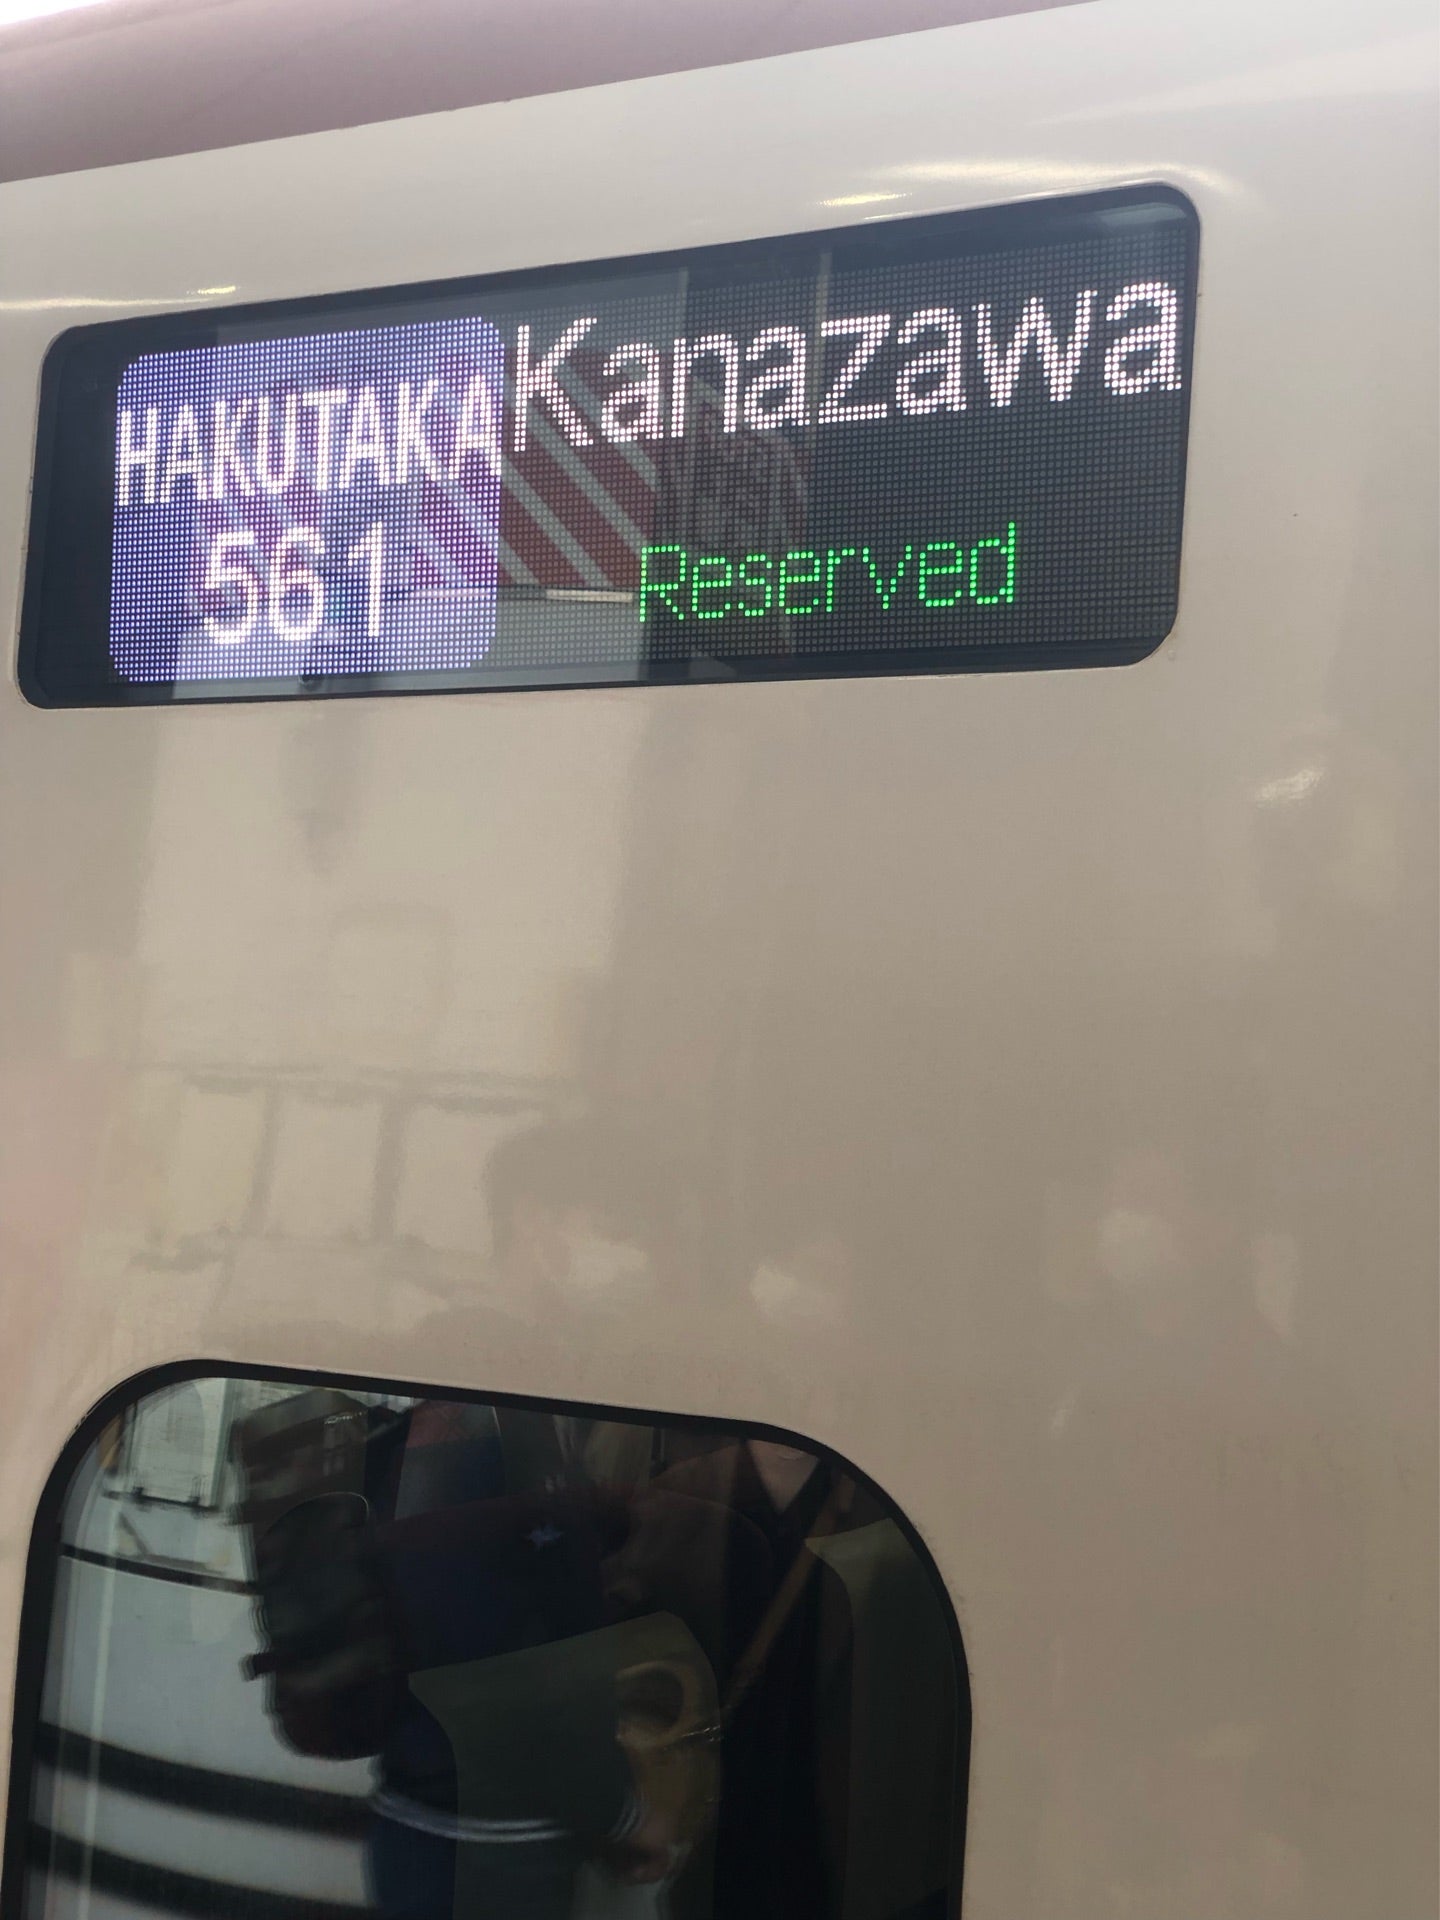 HAKUTAKA
561
Kanazawa
Reserved